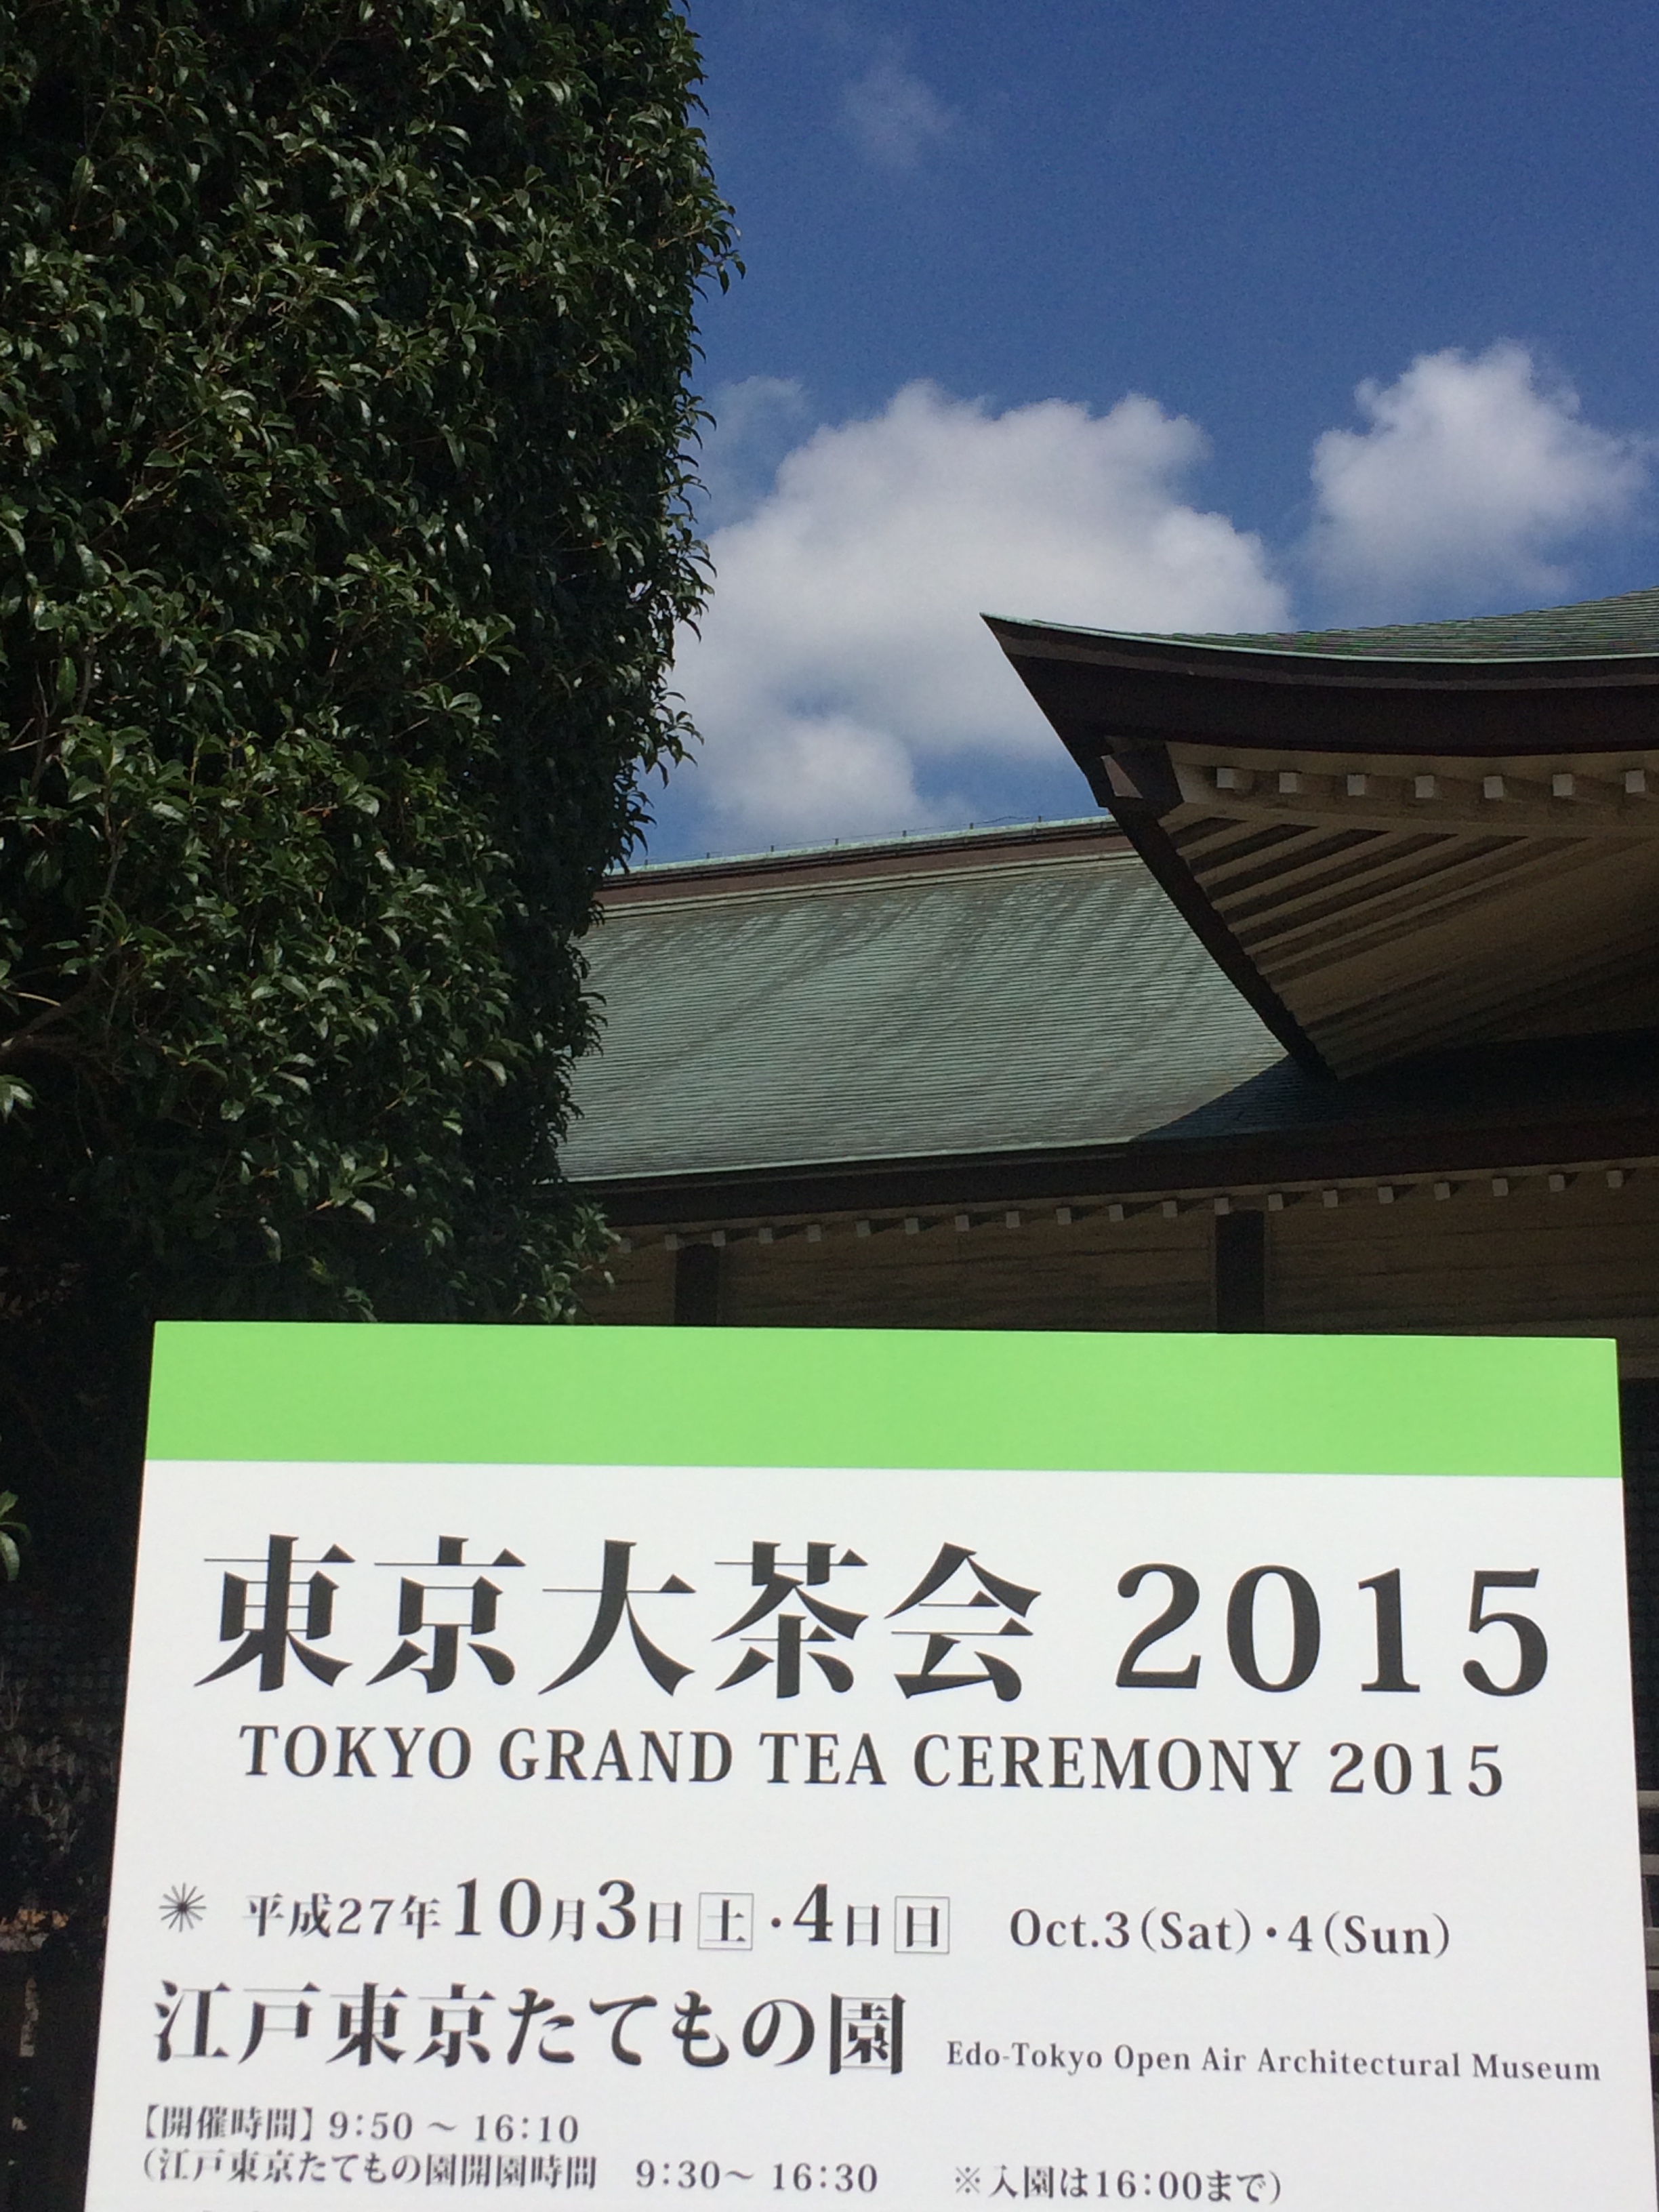 東京大茶会 2015
TOKYO GRAND TEA CEREMONY 2015
平成27年10月3日土・4日日 Oct.3(Sat)・4(Sun)
江戸東京たてもの園 Edo-Tokyo Open Air Architectural Museum
【開催時間】9:50 ～ 16:10
(江戸東京たてもの園開園時間 9:30～ 16:30 ※入園は16:00まで)